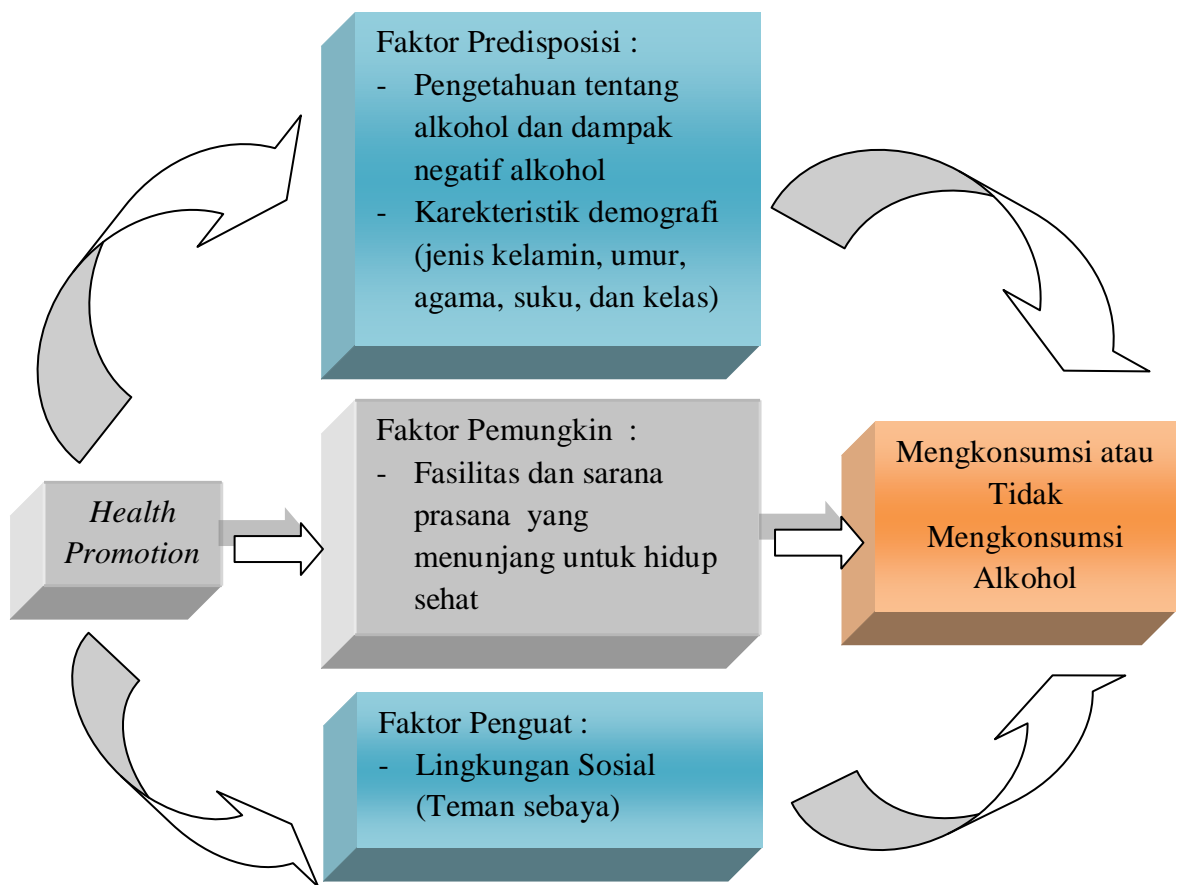 Faktor Predisposisi :
- Pengetahuan tentang
alkohol dan dampak
negatif alkohol
- Karekteristik demografi
(jenis kelamin, umur,
agama, suku, dan kelas)
Health
Promotion
Faktor Pemungkin :
- Fasilitas dan sarana
prasana yang
menunjang untuk hidup
sehat
Mengkonsumsi atau
Tidak
Mengkonsumsi
Alkohol
Faktor Penguat :
- Lingkungan Sosial
(Teman sebaya)